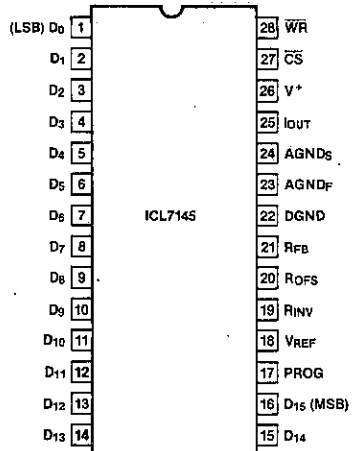 (LSB) D0 1 28 WR
D1 2 27 CS
D2 3 26 V+
D3 4 25 IOUT
D4 5 24 AGNDS
D5 6 23 AGNDF
D6 7 ICL7145 22 DGND
D7 8 21 RFB
D8 9 20 ROFS
D9 10 19 RINV
D10 11 18 VREF
D11 12 17 PROG
D12 13 16 D15 (MSB)
D13 14 15 D14